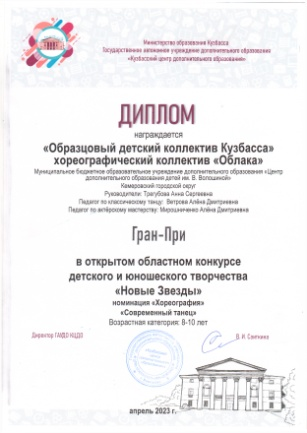 Министерство образования Кузбасса
Государственное автономное учреждение дополнительного образования
«Кузбасский центр дополнительного образования»
ДИПЛОМ
награждается
«Образцовый детский коллектив Кузбасса»
хореографический коллектив «Облака»
Муниципальное бюджетное образовательное учреждение дополнительного образования «Центр
дополнительного образования детей им. В. Волошиной»
Кемеровский городской округ
Руководители: Трегубова Анна Сергеевна
Педагог по классическому танцу: Ветрова Алёна Дмитриевна
Педагог по актёрскому мастерству: Мирошниченко Алёна Дмитриевна
Гран-При
в открытом областном конкурсе
детского и юношеского творчества
«Новые Звезды»
номинация «Хореография»
«Современный танец»
Возрастная категория: 8-10 лет
Директор ГАУДО КЦДО
В. И.
апрель 2023 г.